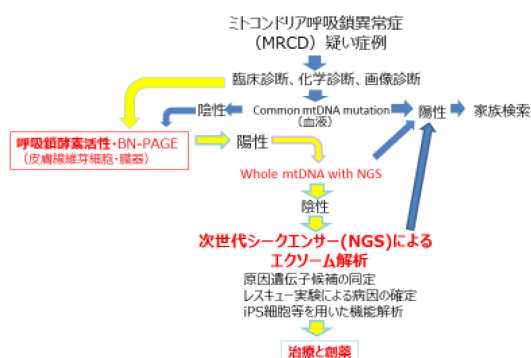 ミトコンドリア呼吸鎖異常症
（MRCD）疑い症例
臨床診断、化学診断、画像診断
陰性
Common mtDNA mutation
(血液)
陽性
家族検索
呼吸鎖酵素活性・BN-PAGE
（皮膚線維芽細胞・臓器）
陽性
Whole mtDNA with NGS
陰性
次世代シークエンサー(NGS)による
エクソーム解析
原因遺伝子候補の同定
レスキュー実験による病因の確定
iPS細胞等を用いた機能解析
治療と創薬